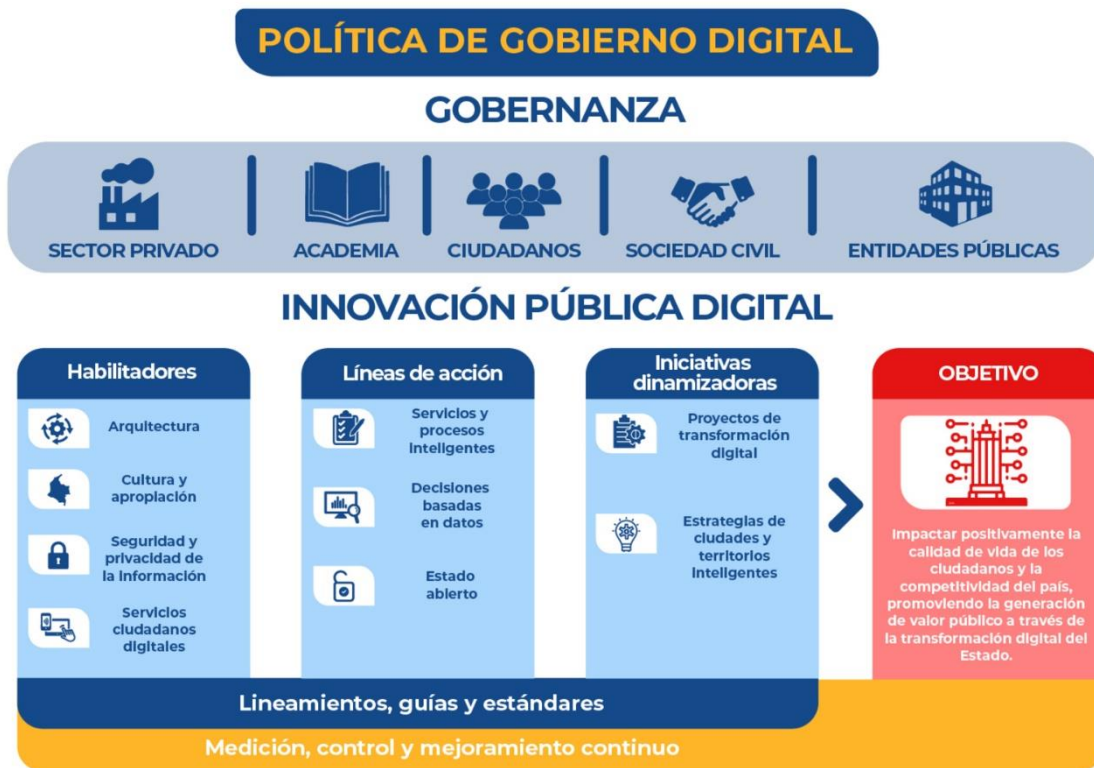 POLÍTICA DE GOBIERNO DIGITAL
GOBERNANZA
SECTOR PRIVADO
ACADEMIA
CIUDADANOS
SOCIEDAD CIVIL
ENTIDADES PÚBLICAS
INNOVACIÓN PÚBLICA DIGITAL
Habilitadores
Arquitectura
Cultura y
apropiación
Seguridad y
privacidad de
la información
Servicios
ciudadanos
digitales
Líneas de acción
Servicios y
procesos
inteligentes
Decisiones
basadas
en datos
Estado
abierto
Iniciativas
dinamizadoras
Proyectos de
transformación
digital
Estrategias de
ciudades y
territorios
inteligentes
OBJETIVO
Impactar positivamente la
calidad de vida de los
ciudadanos y la
competitividad del país,
promoviendo la generación
de valor público a través de
la transformación digital del
Estado.
Lineamientos, guías y estándares
Medición, control y mejoramiento continuo